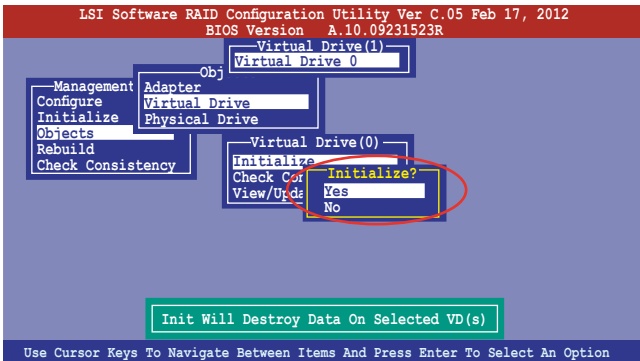 LSI Software RAID Configuration Utility Ver C.05 Feb 17, 2012
BIOS Version A.10.09231523R
Virtual Drive(1)
Virtual Drive 0
Obj
Adapter
Virtual Drive
Physical Drive
Management
Configure
Initialize
Objects
Rebuild
Check Consistency
Virtual Drive(0)
Initialize
Check Con
View/Upda
Initialize?
Yes
No
Init Will Destroy Data On Selected VD(s)
Use Cursor Keys To Navigate Between Items And Press Enter To Select An Option